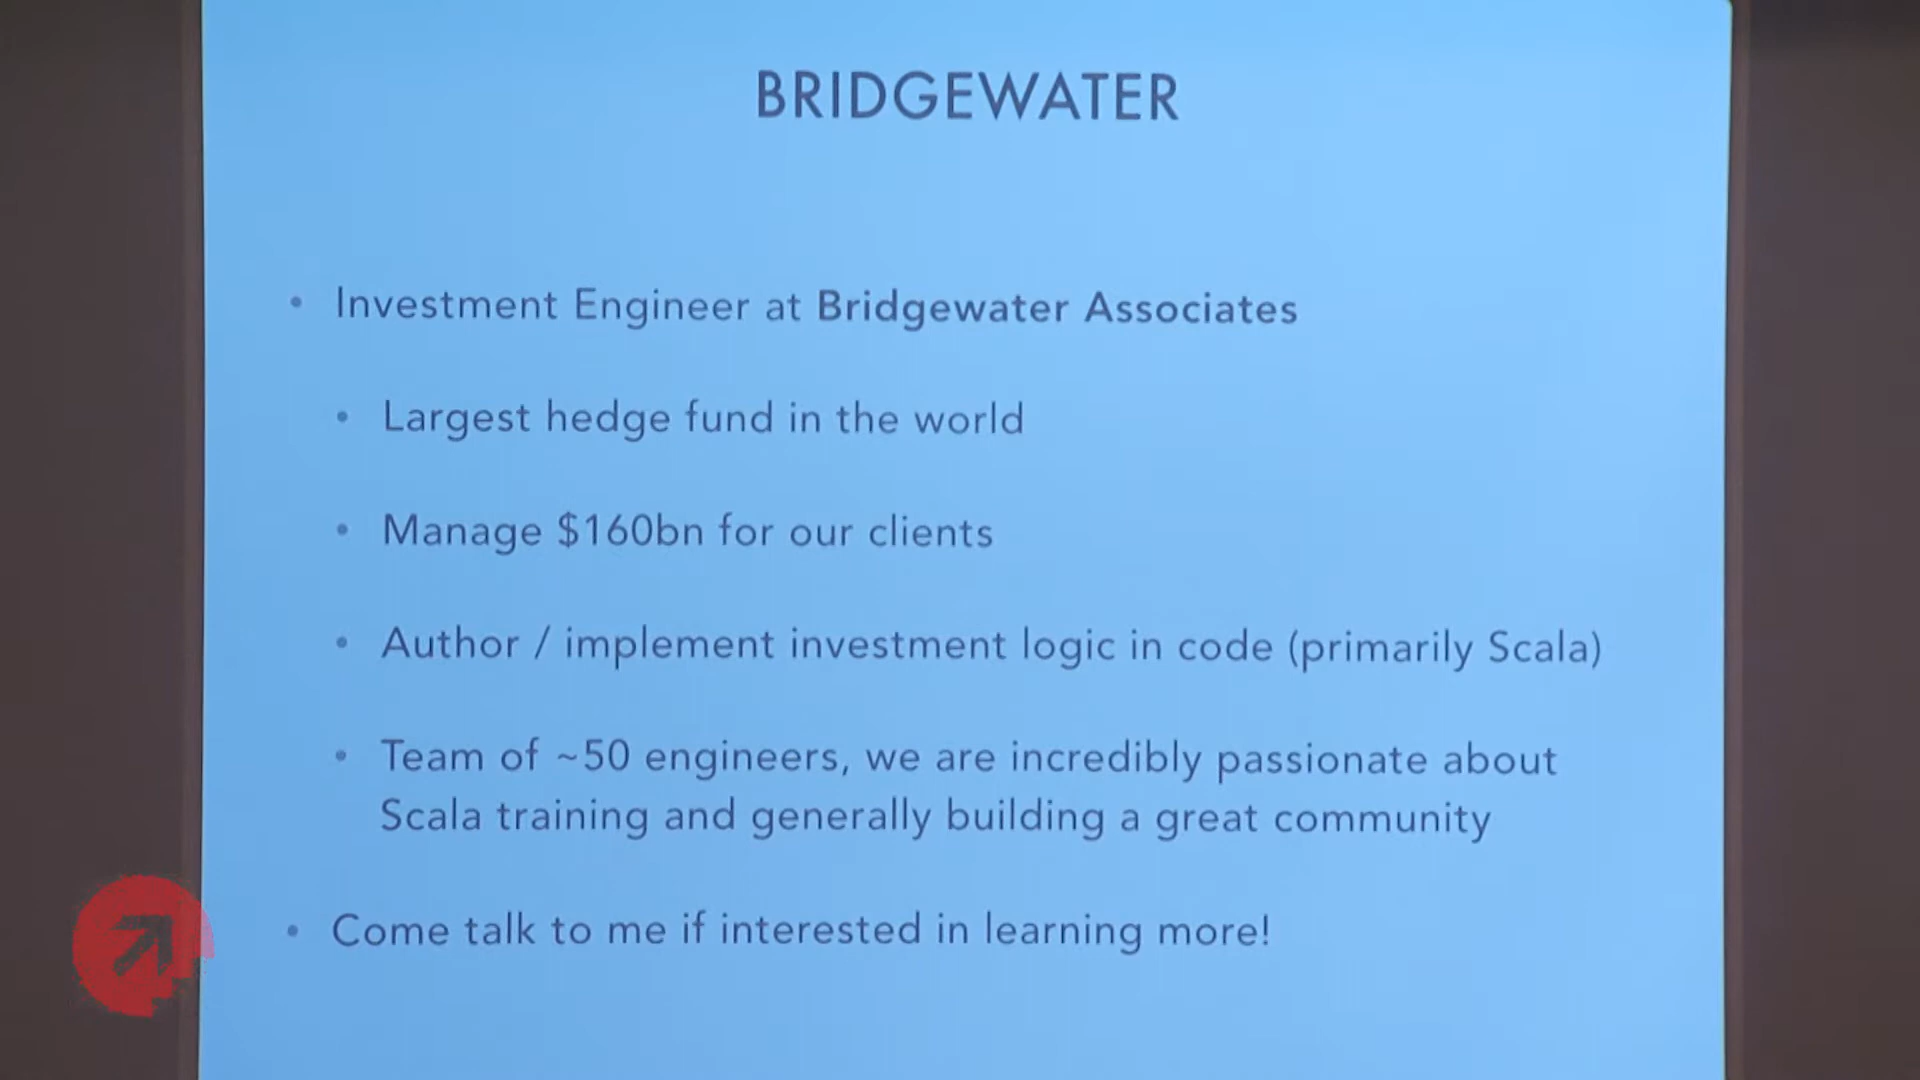 BRIDGEWATER
• Investment Engineer at Bridgewater Associates
• Largest hedge fund in the world
• Manage $160bn for our clients
• Author / implement investment logic in code (primarily Scala)
• Team of ~50 engineers, we are incredibly passionate about
Scala training and generally building a great community
• Come talk to me if interested in learning more!